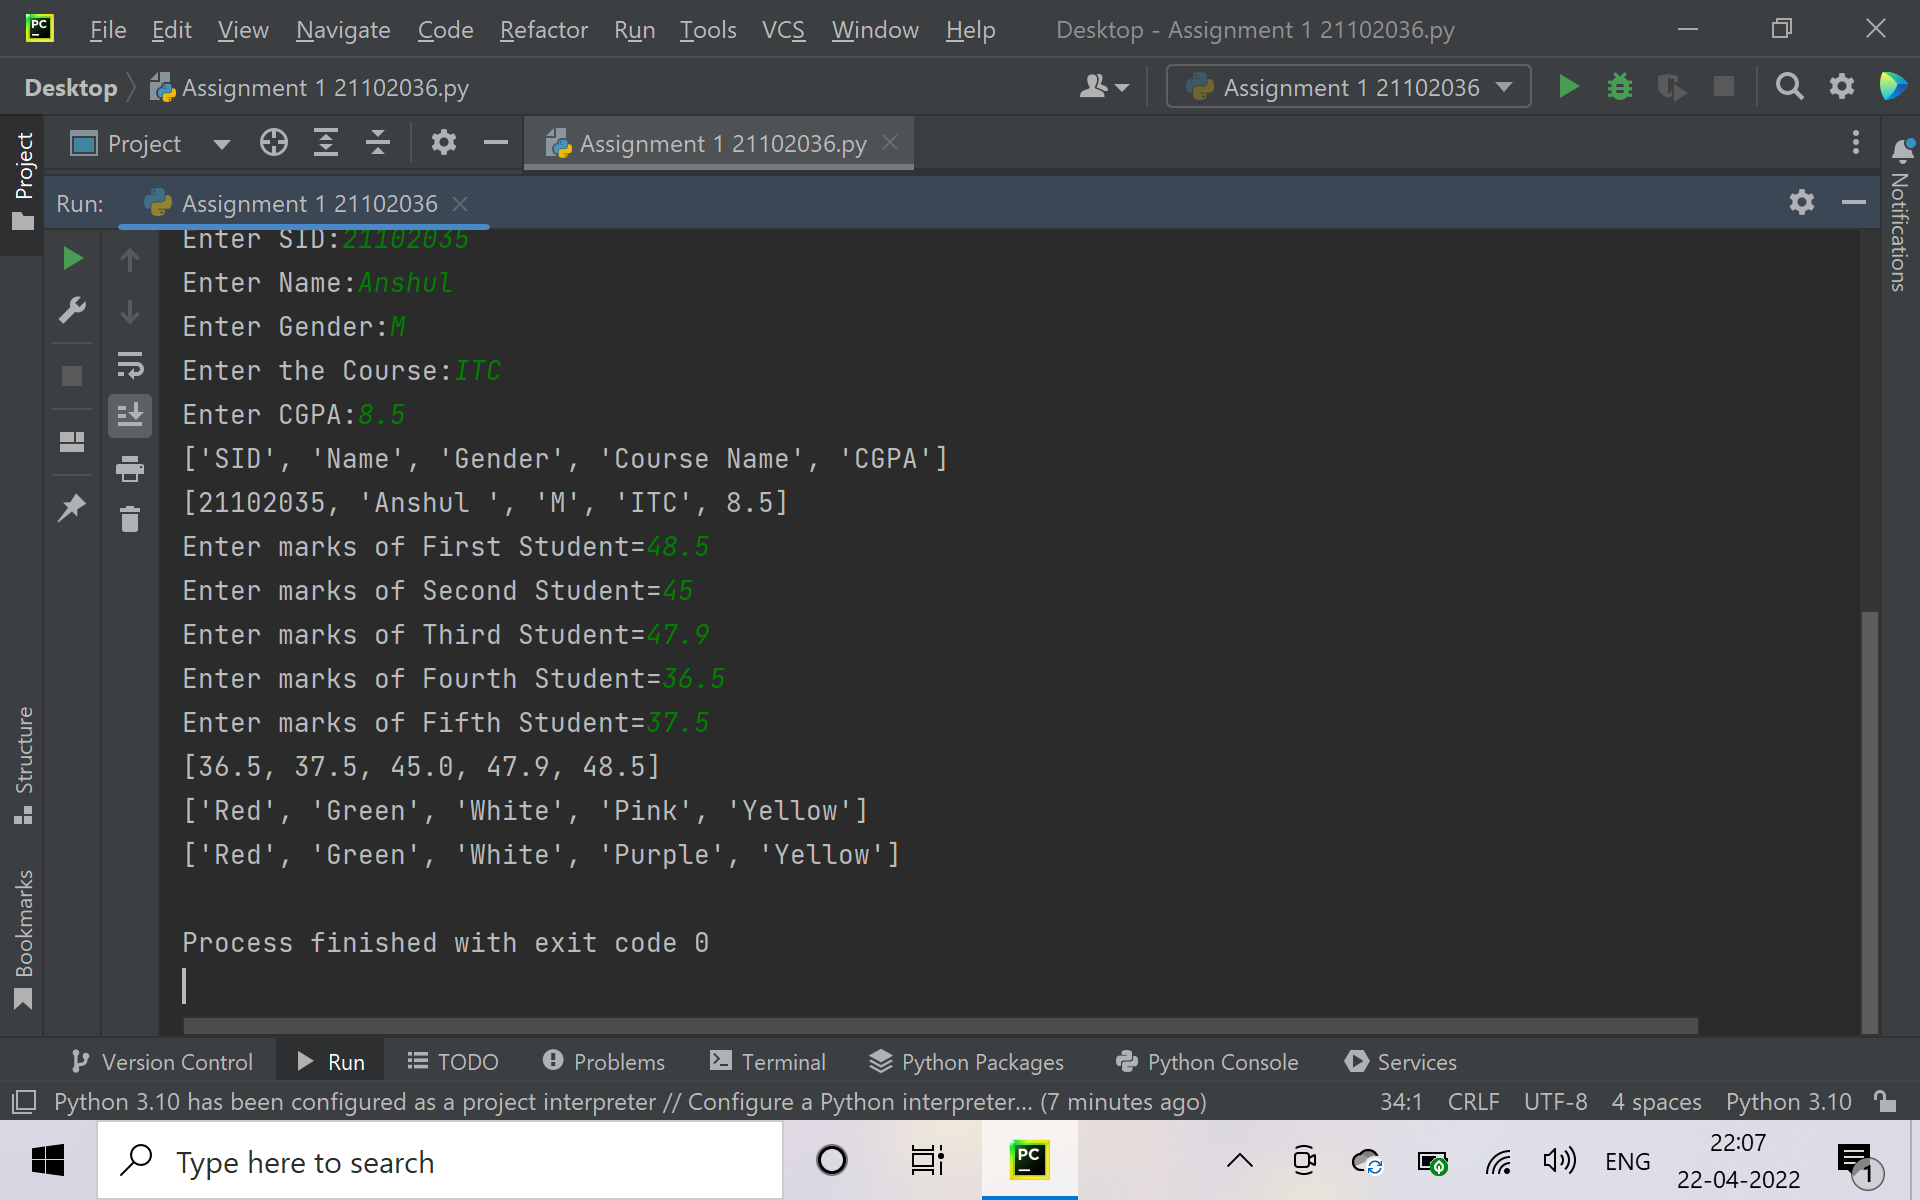 PC File Edit View Navigate Code Refactor Run Tools VCS Window Help Desktop - Assignment 1 21102036.py
Desktop Assignment 1 21102036.py Assignment 1 21102036
Project Project Assignment 1 21102036.py
Run: Assignment 1 21102036
Notifications
Enter SID:21102035
Enter Name:Anshul
Enter Gender:M
Enter the Course:ITC
Enter CGPA:8.5
['SID', 'Name', 'Gender', 'Course Name', 'CGPA']
[21102035, 'Anshul ', 'M', 'ITC', 8.5]
Enter marks of First Student=48.5
Enter marks of Second Student=45
Enter marks of Third Student=47.9
Enter marks of Fourth Student=36.5
Enter marks of Fifth Student=37.5
[36.5, 37.5, 45.0, 47.9, 48.5]
['Red', 'Green', 'White', 'Pink', 'Yellow']
['Red', 'Green', 'White', 'Purple', 'Yellow']
Process finished with exit code 0
Structure
Bookmarks
Version Control Run TODO Problems Terminal Python Packages Python Console Services
Python 3.10 has been configured as a project interpreter // Configure a Python interpreter... (7 minutes ago) 34:1 CRLF UTF-8 4 spaces Python 3.10
Type here to search PC ENG 22:07
22-04-2022 1